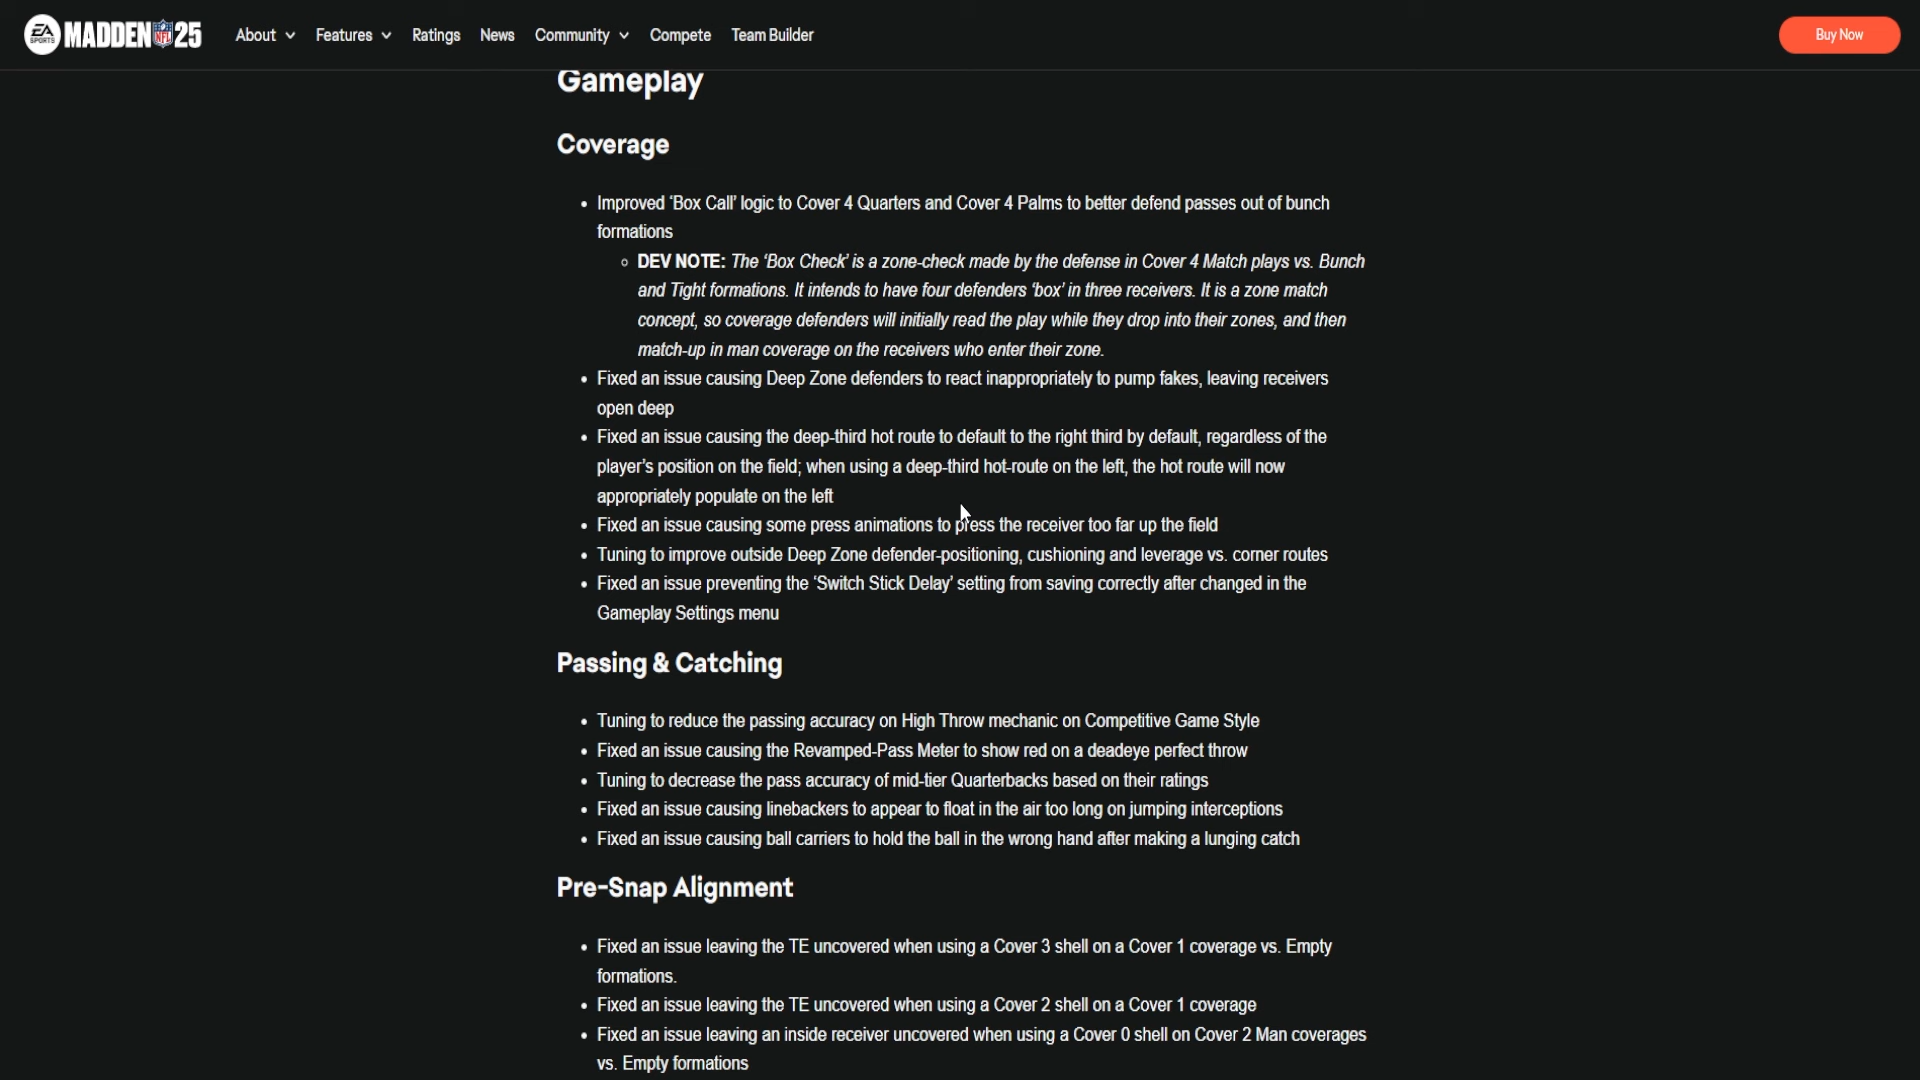 EA SPORTS MADDEN NFL 25 About Features Ratings News Community Compete Team Builder Buy Now
Gameplay
Coverage
• Improved ‘Box Call’ logic to Cover 4 Quarters and Cover 4 Palms to better defend passes out of bunch
formations
○ DEV NOTE: The ‘Box Check’ is a zone-check made by the defense in Cover 4 Match plays vs. Bunch
and Tight formations. It intends to have four defenders ‘box’ in three receivers. It is a zone match
concept, so coverage defenders will initially read the play while they drop into their zones, and then
match-up in man coverage on the receivers who enter their zone.
• Fixed an issue causing Deep Zone defenders to react inappropriately to pump fakes, leaving receivers
open deep
• Fixed an issue causing the deep-third hot route to default to the right third by default, regardless of the
player’s position on the field; when using a deep-third hot-route on the left, the hot route will now
appropriately populate on the left
• Fixed an issue causing some press animations to press the receiver too far up the field
• Tuning to improve outside Deep Zone defender-positioning, cushioning and leverage vs. corner routes
• Fixed an issue preventing the ‘Switch Stick Delay’ setting from saving correctly after changed in the
Gameplay Settings menu
Passing & Catching
• Tuning to reduce the passing accuracy on High Throw mechanic on Competitive Game Style
• Fixed an issue causing the Revamped-Pass Meter to show red on a deadeye perfect throw
• Tuning to decrease the pass accuracy of mid-tier Quarterbacks based on their ratings
• Fixed an issue causing linebackers to appear to float in the air too long on jumping interceptions
• Fixed an issue causing ball carriers to hold the ball in the wrong hand after making a lunging catch
Pre-Snap Alignment
• Fixed an issue leaving the TE uncovered when using a Cover 3 shell on a Cover 1 coverage vs. Empty
formations.
• Fixed an issue leaving the TE uncovered when using a Cover 2 shell on a Cover 1 coverage
• Fixed an issue leaving an inside receiver uncovered when using a Cover 0 shell on Cover 2 Man coverages
vs. Empty formations